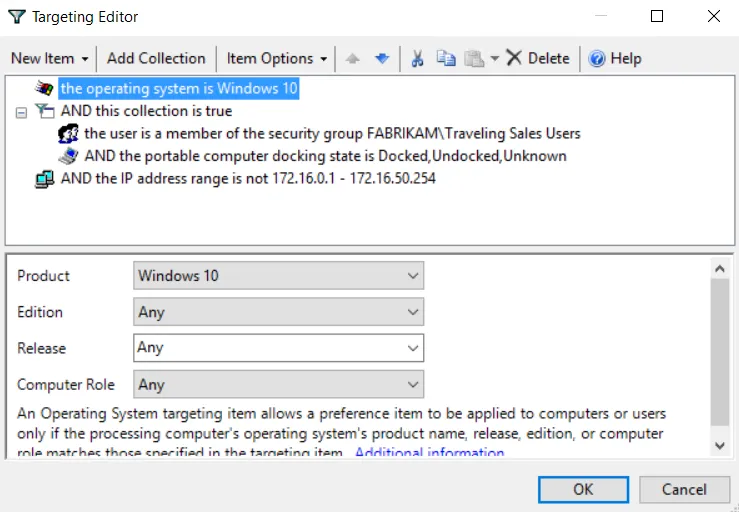 Targeting Editor
New Item Add Collection Item Options Delete Help
the operating system is Windows 10
AND this collection is true
the user is a member of the security group FABRIKAM\Traveling Sales Users
AND the portable computer docking state is Docked,Undocked,Unknown
AND the IP address range is not 172.16.0.1 - 172.16.50.254
Product Windows 10
Edition Any
Release Any
Computer Role Any
An Operating System targeting item allows a preference item to be applied to computers or users
only if the processing computer's operating system's product name, release, edition, or computer
role matches those specified in the targeting item. Additional information
OK Cancel